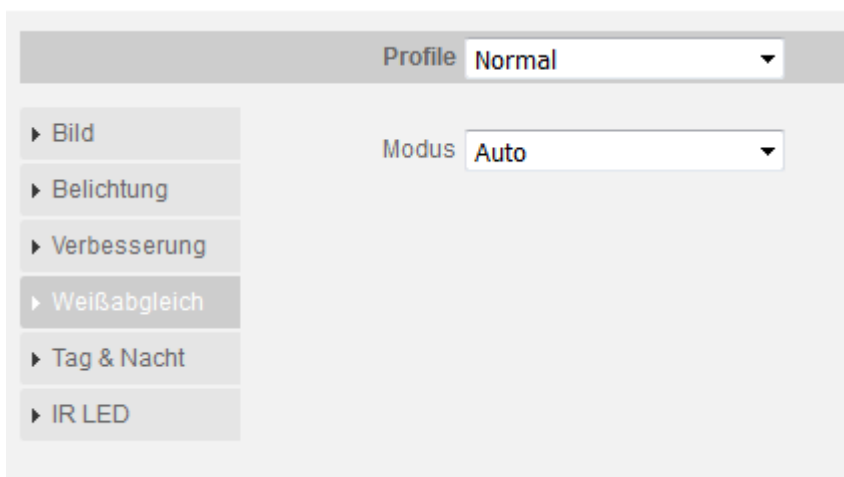 Profile Normal
Bild
Modus Auto
Belichtung
Verbesserung
Weißabgleich
Tag & Nacht
IR LED